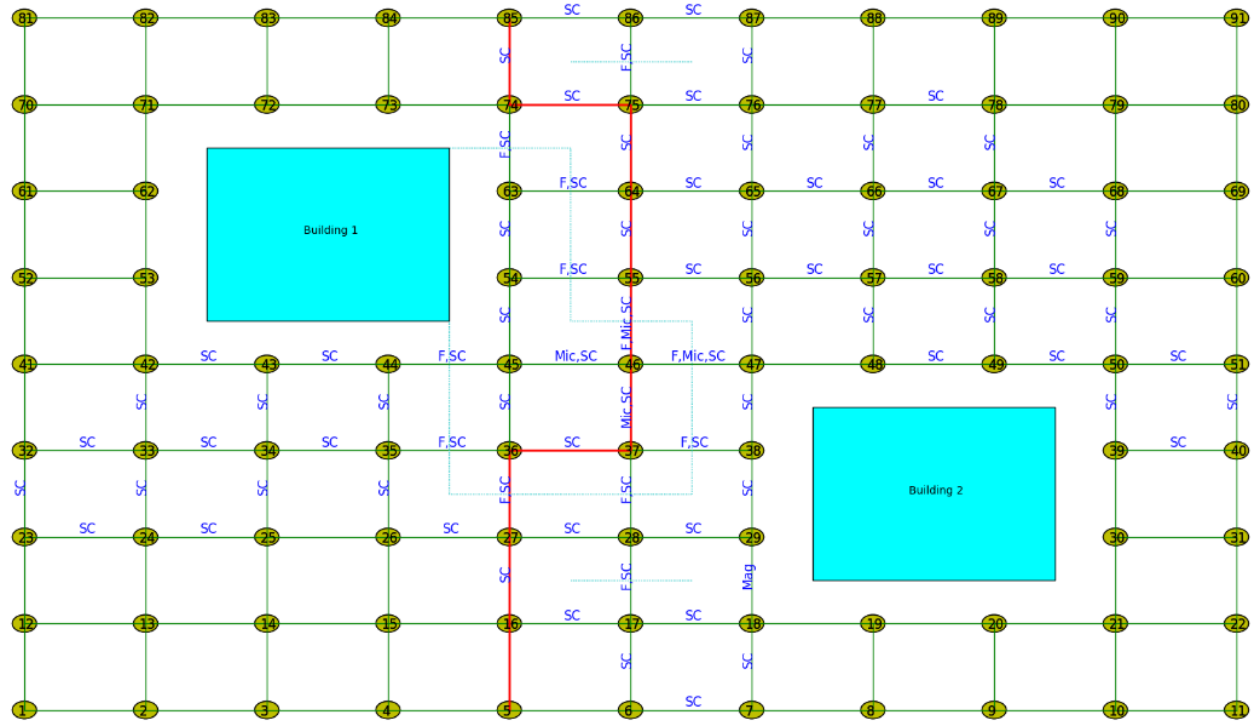 81 82 83 84 85 SC 86 SC 87 88 89 90 91
SC F,SC SC
70 71 72 73 74 SC 75 SC 76 77 SC 78 79 80
F,SC SC SC SC
61 62 63 F,SC 64 SC 65 SC 66 SC 67 SC 68 69
Building 1
SC SC SC SC SC SC
52 53 54 F,SC 55 SC 56 SC 57 SC 58 SC 59 60
SC F,Mic,SC SC SC SC SC
41 42 SC 43 SC 44 F,SC 45 Mic,SC 46 F,Mic,SC 47 48 SC 49 SC 50 SC 51
SC SC SC SC Mic,SC SC SC SC
32 SC 33 SC 34 SC 35 F,SC 36 SC 37 F,SC 38 39 SC 40
SC SC SC SC F,SC F,SC SC
Building 2
23 SC 24 SC 25 26 SC 27 SC 28 SC 29 30 31
SC F,SC Mag
12 13 14 15 16 SC 17 SC 18 19 20 21 22
SC SC
1 2 3 4 5 6 SC 7 8 9 10 11